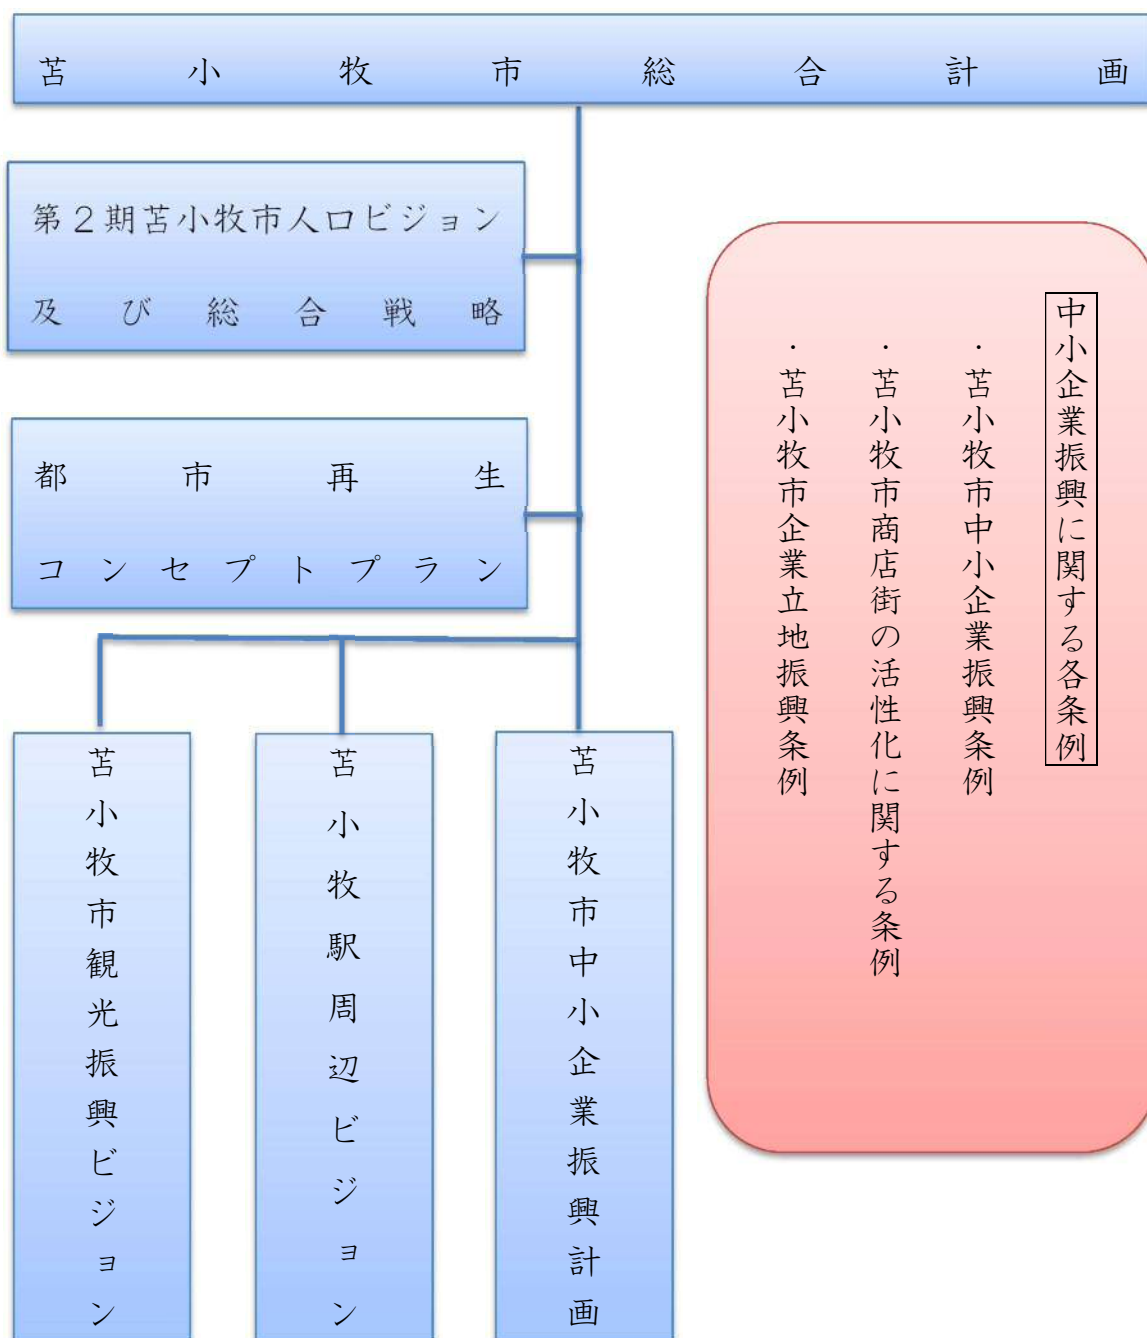 苫小牧市総合計画
第２期苫小牧市人口ビジョン
及び総合戦略
都市再生
コンセプトプラン
苫小牧市観光振興ビジョン
苫小牧駅周辺ビジョン
苫小牧市中小企業振興計画
中小企業振興に関する各条例
・苫小牧市中小企業振興条例
・苫小牧市商店街の活性化に関する条例
・苫小牧市企業立地振興条例